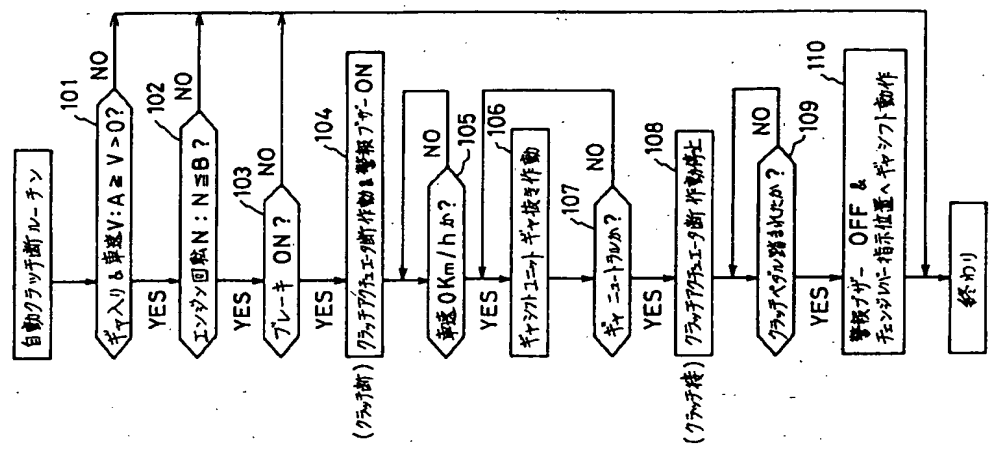 自動クラッチ断ルーチン
101
ギヤ入り&車速V:A≧V>0?
NO
YES
102
エンジン回転N:N≦B?
NO
YES
103
ブレーキ ON?
NO
YES
104
クラッチアクチュエータ断作動&警報ブザーON
(クラッチ断)
車速0Km/hか?
NO
105
YES
106
ギヤシフトユニットギヤ抜き作動
107
ギヤニュートラルか?
NO
YES
108
クラッチアクチュエータ断作動停止
(クラッチ接)
クラッチペダル踏まれたか?
NO
109
YES
110
警報ブザー OFF &
チェンジレバー指示位置へギヤシフト動作
終わり